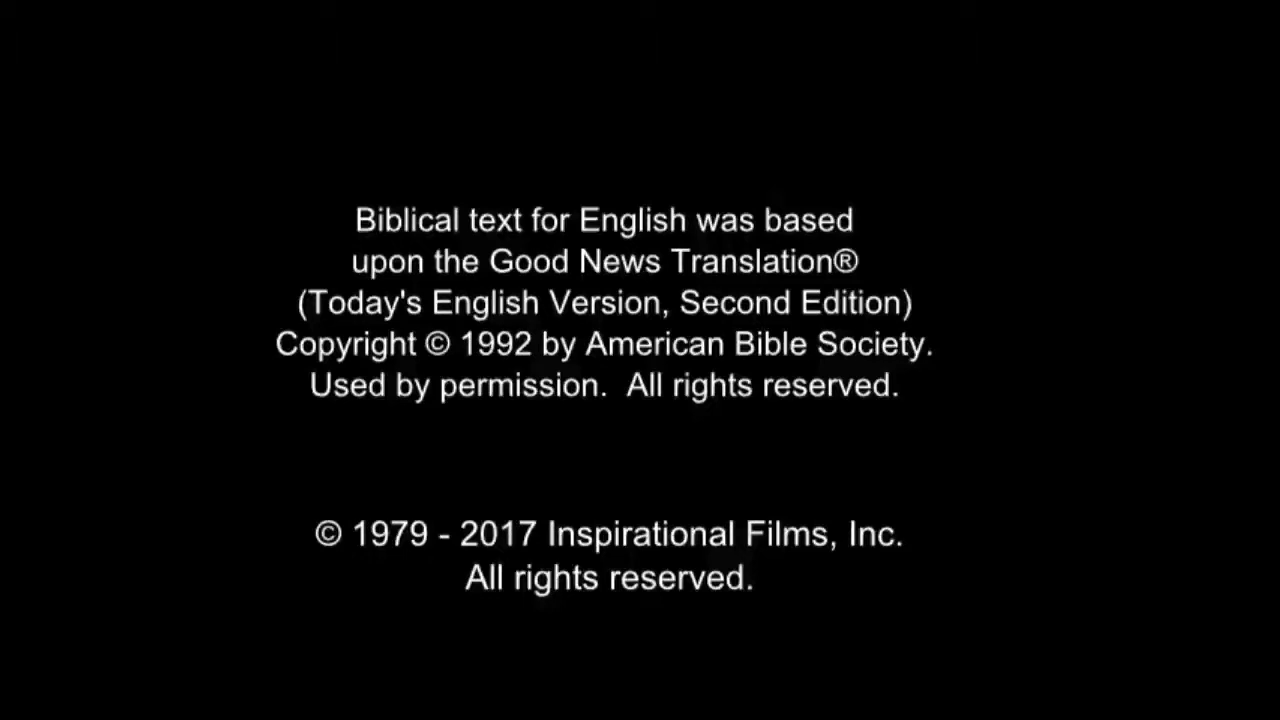 Biblical text for English was based
upon the Good News Translation®
(Today's English Version, Second Edition)
Copyright © 1992 by American Bible Society.
Used by permission.  All rights reserved.
© 1979 - 2017 Inspirational Films, Inc.
All rights reserved.